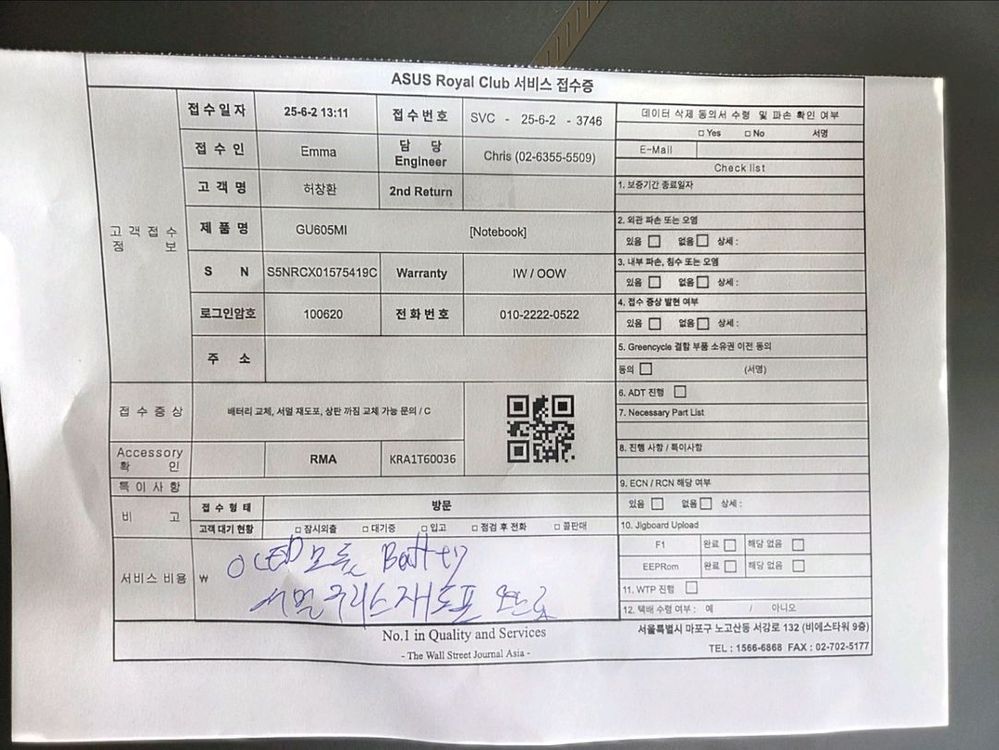 ASUS Royal Club 서비스 접수증
고객접수 정보
접수일자 25-6-2 13:11 접수번호 SVC - 25-6-2 - 3746
접수인 Emma 담당 Engineer Chris (02-6355-5509)
고객명 허창환 2nd Return
제품명 GU605MI [Notebook]
S N S5NRCX01575419C Warranty IW / OOW
로그인암호 100620 전화번호 010-2222-0522
주소
접수증상 배터리 교체, 서멀 재도포, 상판 까짐 교체 가능 문의 / C
Accessory 확인 RMA KRA1T60036
특이사항
비고 접수형태 방문
고객 대기 현황 □ 잠시외출 □ 대기중 □ 입고 □ 점검 후 전화 □ 콜판매
서비스 비용 ₩
OLED모듈, Battery
서멀구리스재도포 완료
데이터 삭제 동의서 수령 및 파손 확인 여부
□ Yes □ No 서명
E-Mail
Check list
1. 보증기간 종료일자
2. 외관 파손 또는 오염
있음 □ 없음 □ 상세 :
3. 내부 파손, 침수 또는 오염
있음 □ 없음 □ 상세 :
4. 접수 증상 발현 여부
있음 □ 없음 □ 상세 :
5. Greencycle 결함 부품 소유권 이전 동의
동의 □ (서명)
6. ADT 진행 □
7. Necessary Part List
8. 진행 사항 / 특이사항
9. ECN / RCN 해당 여부
있음 □ 없음 □ 상세 :
10. Jigboard Upload
F1 완료 □ 해당 없음 □
EEPRom 완료 □ 해당 없음 □
11. WTP 진행 □
12. 택배 수령 여부 : 예 / 아니오
No.1 in Quality and Services
- The Wall Street Journal Asia -
서울특별시 마포구 노고산동 서강로 132 (비에스타워 9층)
TEL : 1566-6868 FAX : 02-702-5177